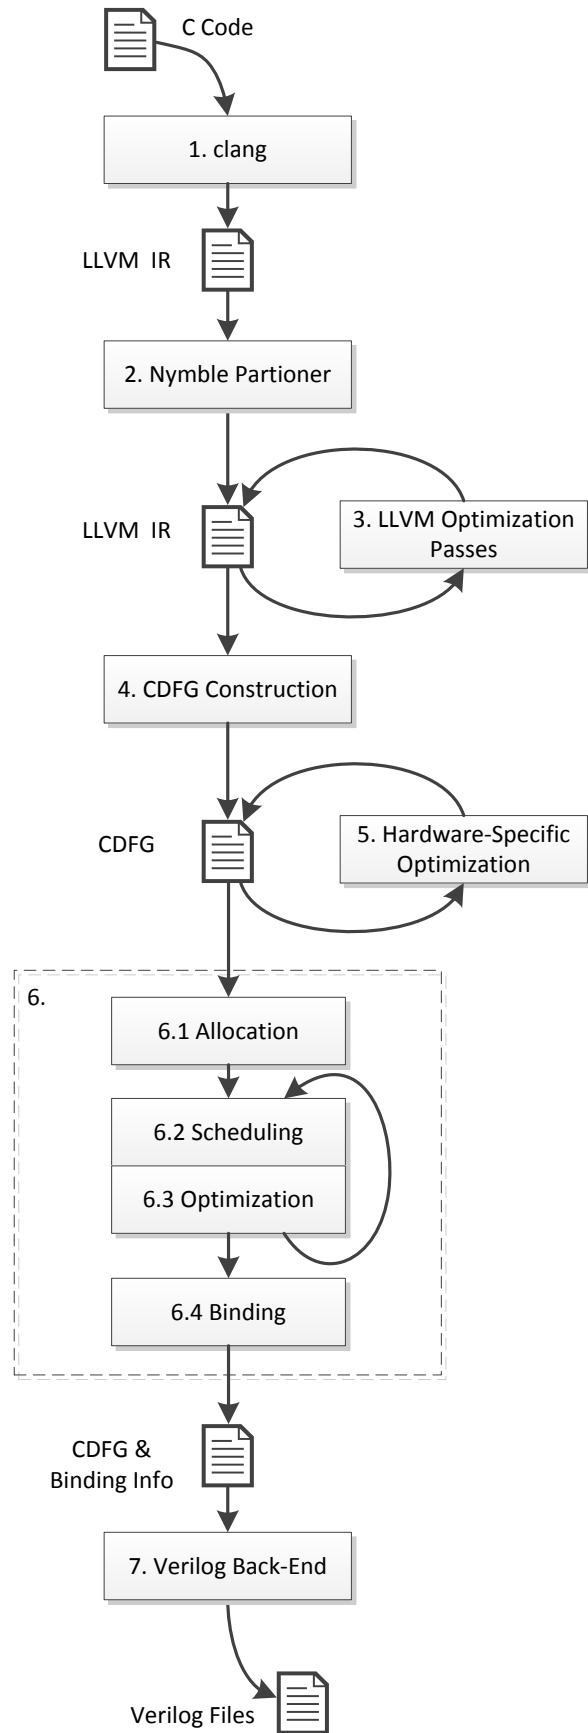 C Code
1. clang
LLVM IR
2. Nymble Partioner
LLVM IR
3. LLVM Optimization
Passes
4. CDFG Construction
CDFG
5. Hardware-Specific
Optimization
6.
6.1 Allocation
6.2 Scheduling
6.3 Optimization
6.4 Binding
CDFG &
Binding Info
7. Verilog Back-End
Verilog Files